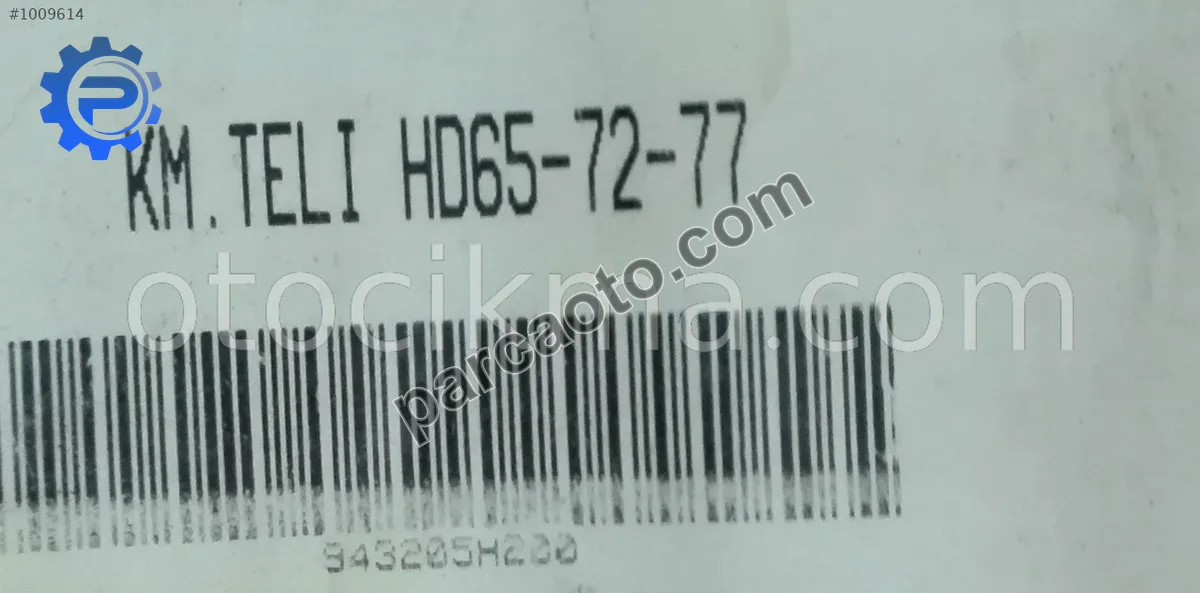 #1009614
P
KM.TELI HD65-72-77
parcaoto.com
otocikma.com
943205H200